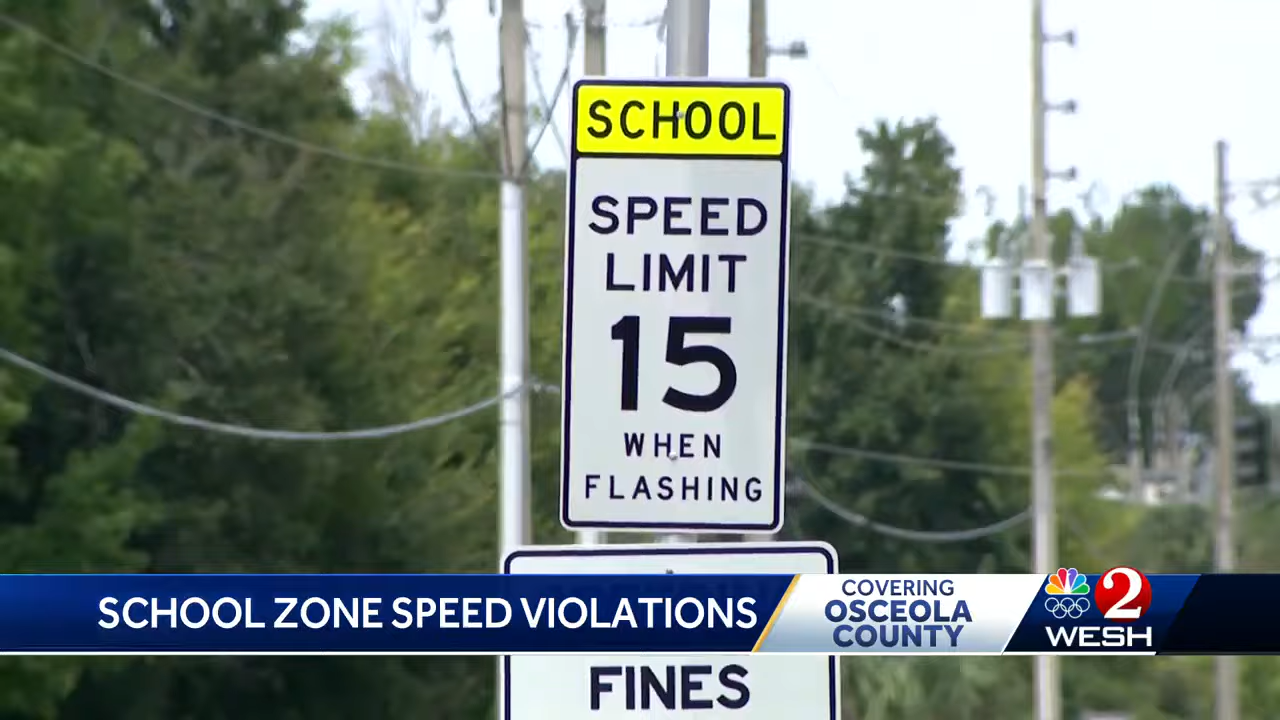 SCHOOL
SPEED
LIMIT
15
WHEN
FLASHING
FINES
SCHOOL ZONE SPEED VIOLATIONS
COVERING
OSCEOLA
COUNTY
2
WESH